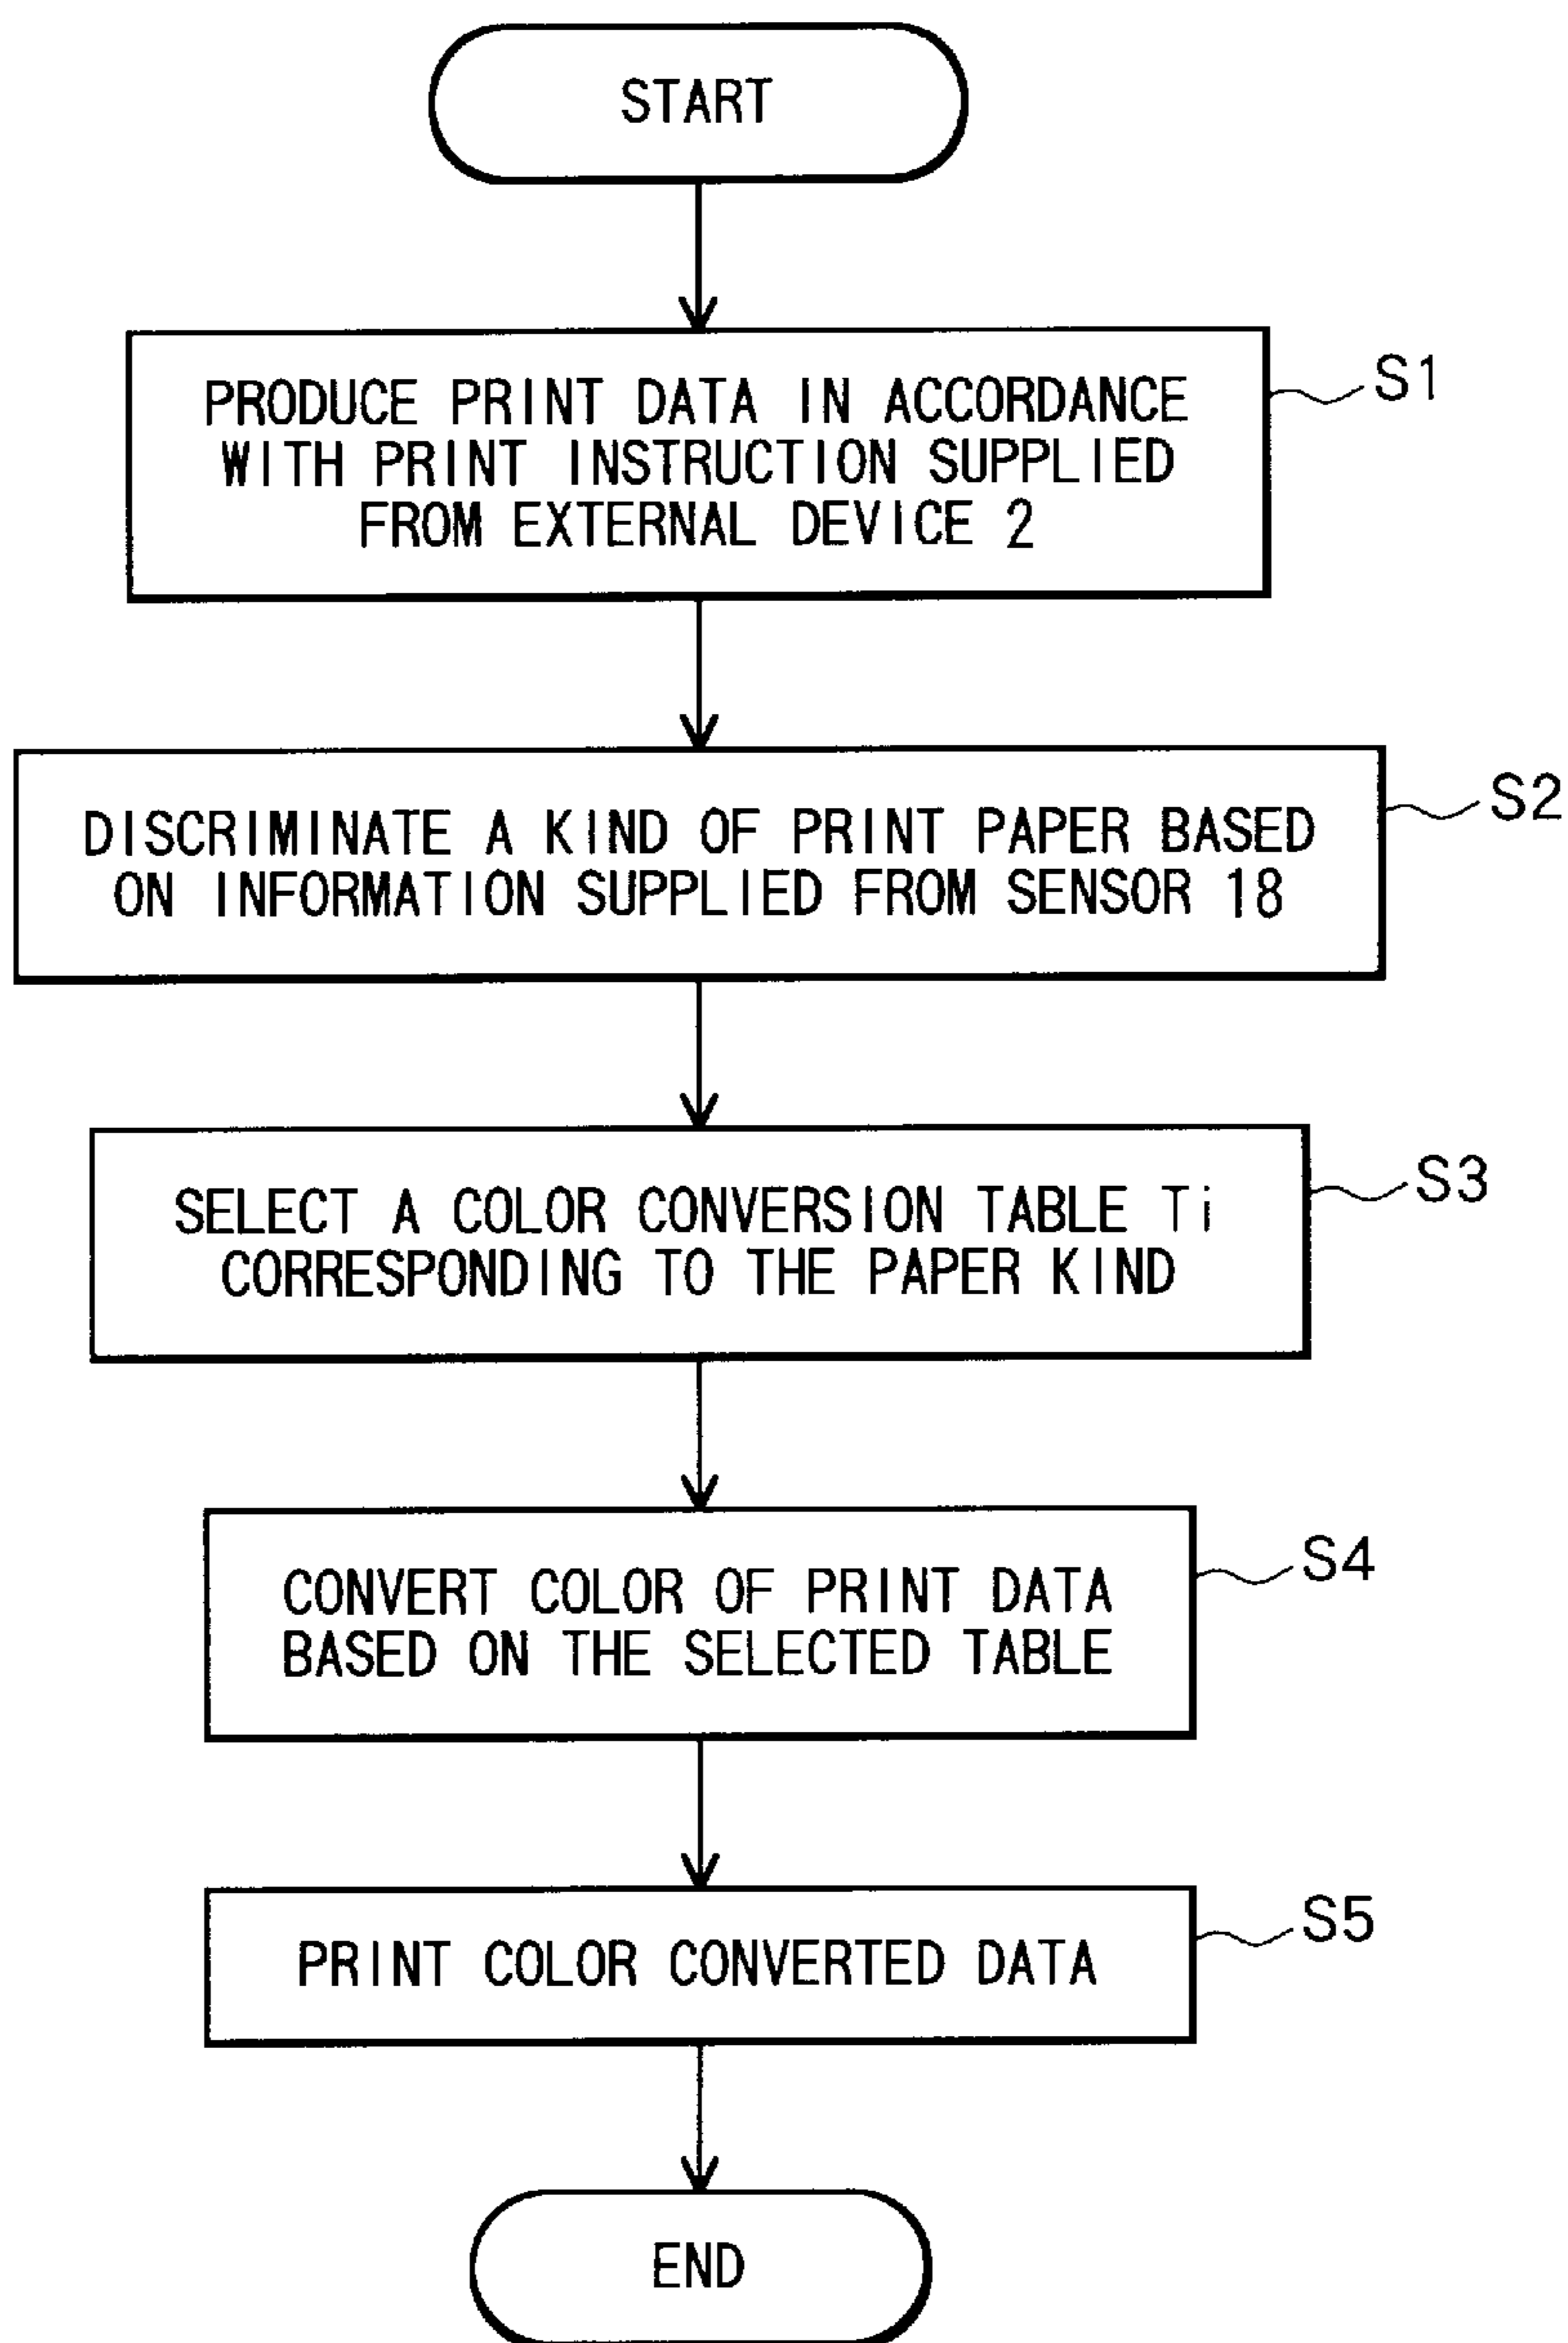 START
PRODUCE PRINT DATA IN ACCORDANCE
WITH PRINT INSTRUCTION SUPPLIED
FROM EXTERNAL DEVICE 2
S1
DISCRIMINATE A KIND OF PRINT PAPER BASED
ON INFORMATION SUPPLIED FROM SENSOR 18
S2
SELECT A COLOR CONVERSION TABLE Ti
CORRESPONDING TO THE PAPER KIND
S3
CONVERT COLOR OF PRINT DATA
BASED ON THE SELECTED TABLE
S4
PRINT COLOR CONVERTED DATA
S5
END